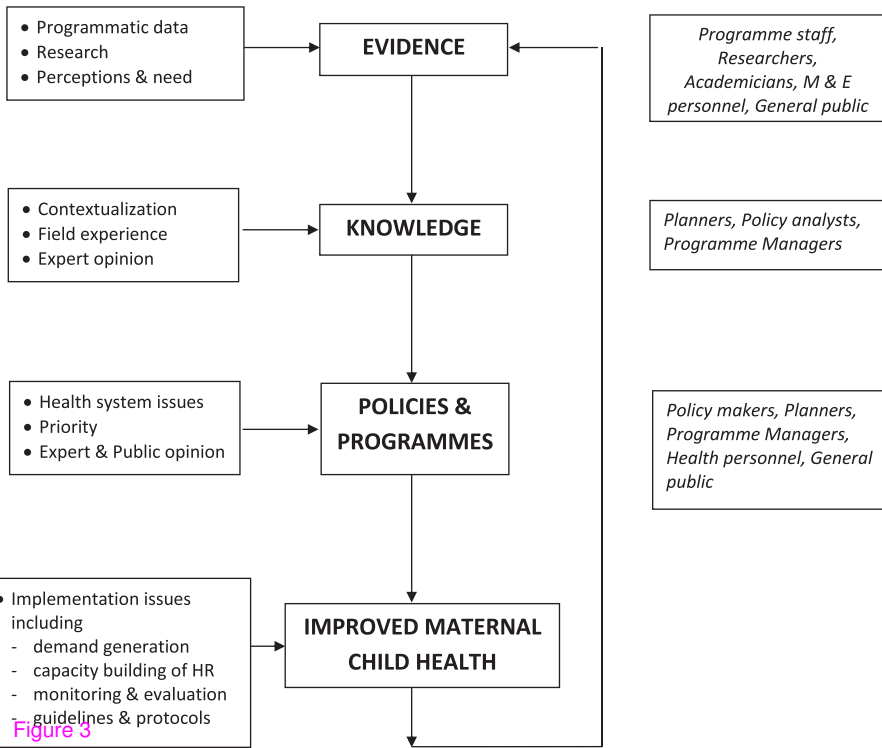 • Programmatic data
• Research
• Perceptions & need
EVIDENCE
Programme staff,
Researchers,
Academicians, M & E
personnel, General public
• Contextualization
• Field experience
• Expert opinion
KNOWLEDGE
Planners, Policy analysts,
Programme Managers
• Health system issues
• Priority
• Expert & Public opinion
POLICIES &
PROGRAMMES
Policy makers, Planners,
Programme Managers,
Health personnel, General
public
• Implementation issues
including
- demand generation
- capacity building of HR
- monitoring & evaluation
- guidelines & protocols
IMPROVED MATERNAL
CHILD HEALTH
Figure 3